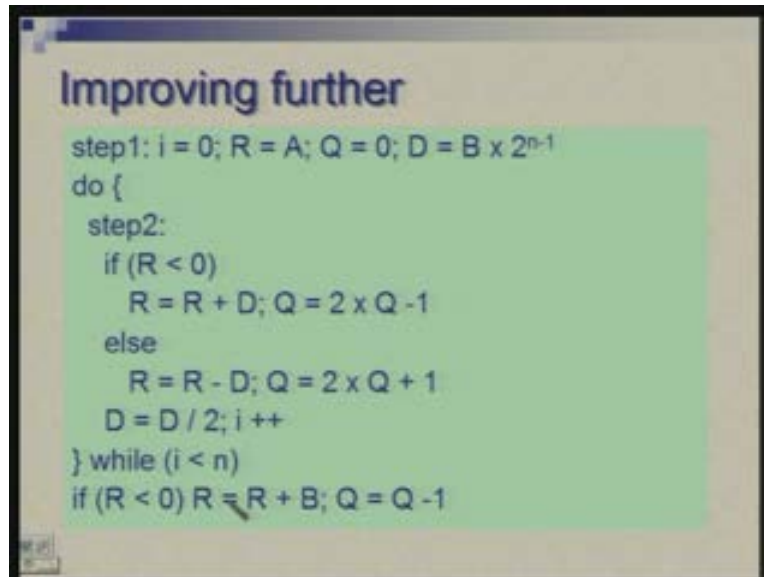 Improving further
step1: i = 0; R = A; Q = 0; D = B x 2ⁿ⁻¹
do {
step2:
if (R < 0)
R = R + D; Q = 2 x Q -1
else
R = R - D; Q = 2 x Q + 1
D = D / 2; i ++
} while (i < n)
if (R < 0) R = R + B; Q = Q -1